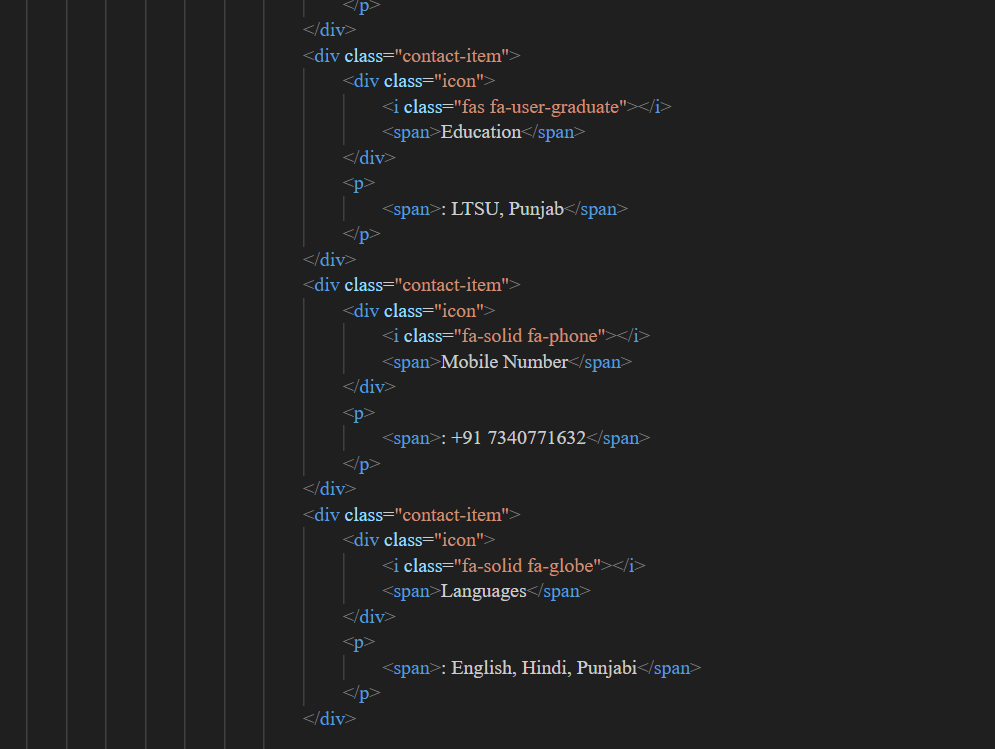 </p>
</div>
<div class="contact-item">
<div class="icon">
<i class="fas fa-user-graduate"></i>
<span>Education</span>
</div>
<p>
<span>: LTSU, Punjab</span>
</p>
</div>
<div class="contact-item">
<div class="icon">
<i class="fa-solid fa-phone"></i>
<span>Mobile Number</span>
</div>
<p>
<span>: +91 7340771632</span>
</p>
</div>
<div class="contact-item">
<div class="icon">
<i class="fa-solid fa-globe"></i>
<span>Languages</span>
</div>
<p>
<span>: English, Hindi, Punjabi</span>
</p>
</div>